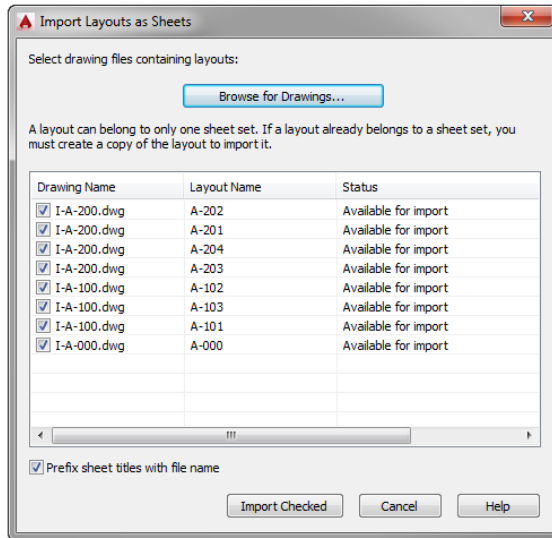 Import Layouts as Sheets
Select drawing files containing layouts:
Browse for Drawings...
A layout can belong to only one sheet set. If a layout already belongs to a sheet set, you
must create a copy of the layout to import it.
Drawing Name Layout Name Status
I-A-200.dwg A-202 Available for import
I-A-200.dwg A-201 Available for import
I-A-200.dwg A-204 Available for import
I-A-200.dwg A-203 Available for import
I-A-100.dwg A-102 Available for import
I-A-100.dwg A-103 Available for import
I-A-100.dwg A-101 Available for import
I-A-000.dwg A-000 Available for import
Prefix sheet titles with file name
Import Checked Cancel Help